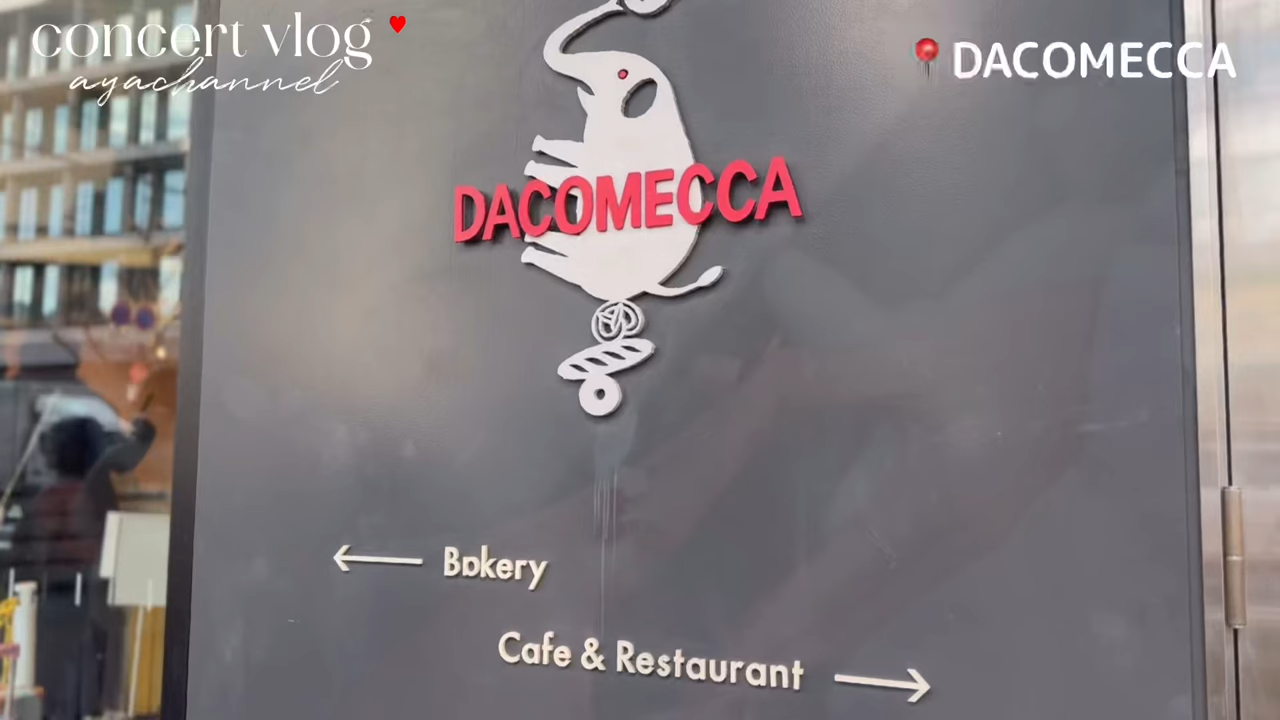 concert vlog
ayachannel
DACOMECCA
DACOMECCA
Bakery
Cafe & Restaurant